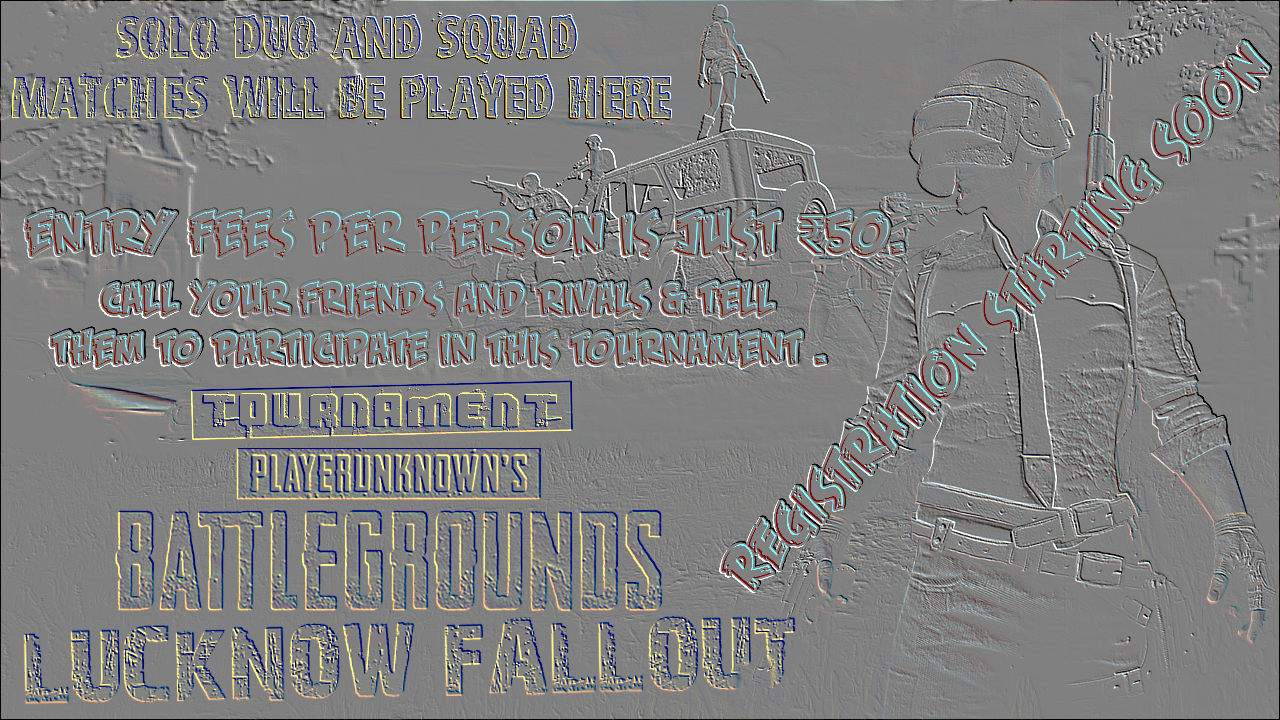 SOLO DUO AND SQUAD
MATCHES WILL BE PLAYED HERE
ENTRY FEES PER PERSON IS JUST ₹50.
CALL YOUR FRIENDS AND RIVALS & TELL
THEM TO PARTICIPATE IN THIS TOURNAMENT .
REGISTRATION STARTING SOON
TOURNAMENT
PLAYERUNKNOWN'S
BATTLEGROUNDS
LUCKNOW FALLOUT